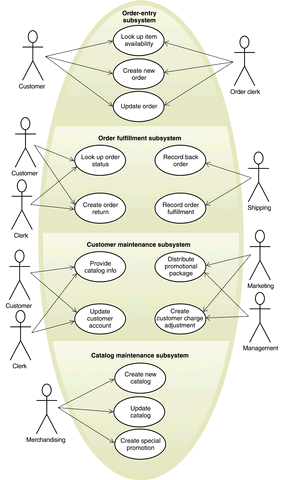 Order-entry
subsystem
Look up item
availability
Create new
order
Update order
Customer
Order clerk
Order fulfillment subsystem
Look up order
status
Record back
order
Create order
return
Record order
fulfillment
Customer
Clerk
Shipping
Customer maintenance subsystem
Provide
catalog info
Distribute
promotional
package
Update
customer
account
Create
customer charge
adjustment
Customer
Clerk
Marketing
Management
Catalog maintenance subsystem
Create new
catalog
Update
catalog
Create special
promotion
Merchandising